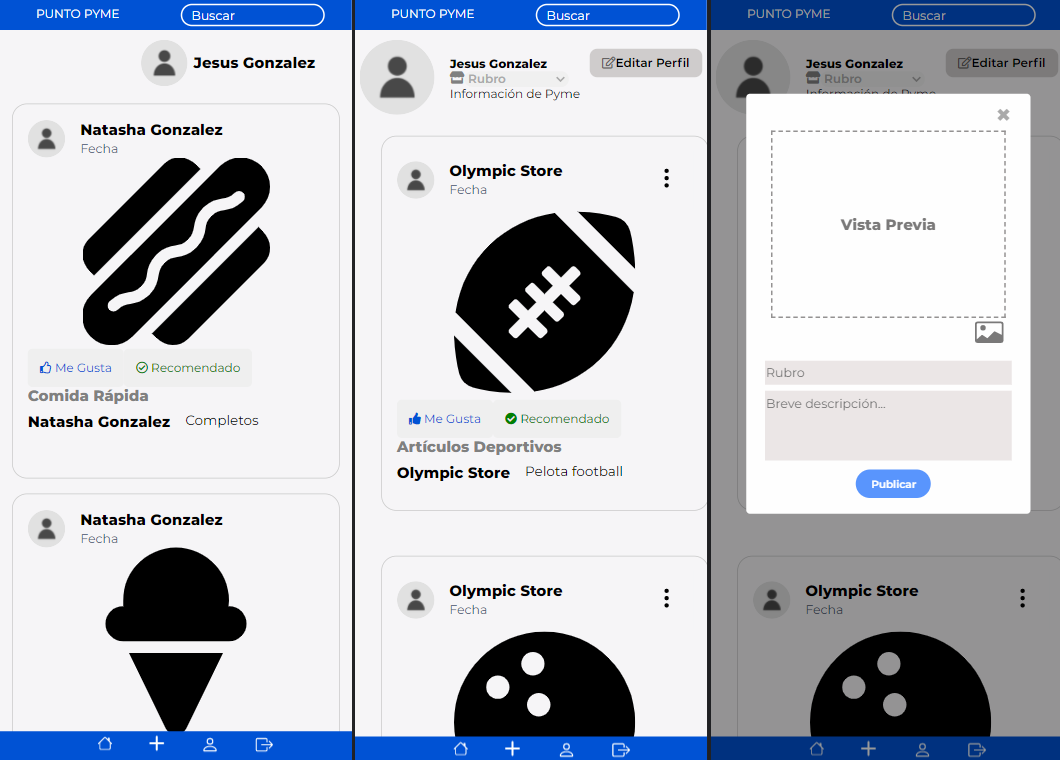 PUNTO PYME
Buscar
Jesus Gonzalez
Natasha Gonzalez
Fecha
Me Gusta
Recomendado
Comida Rápida
Natasha Gonzalez Completos
Natasha Gonzalez
Fecha
PUNTO PYME
Buscar
Jesus Gonzalez
Rubro
Información de Pyme
Editar Perfil
Olympic Store
Fecha
Me Gusta
Recomendado
Artículos Deportivos
Olympic Store Pelota football
Olympic Store
Fecha
PUNTO PYME
Buscar
Jesus Gonzalez
Rubro
Información de Pyme
Editar Perfil
Vista Previa
Rubro
Breve descripción...
Publicar
Olympic Store
Fecha